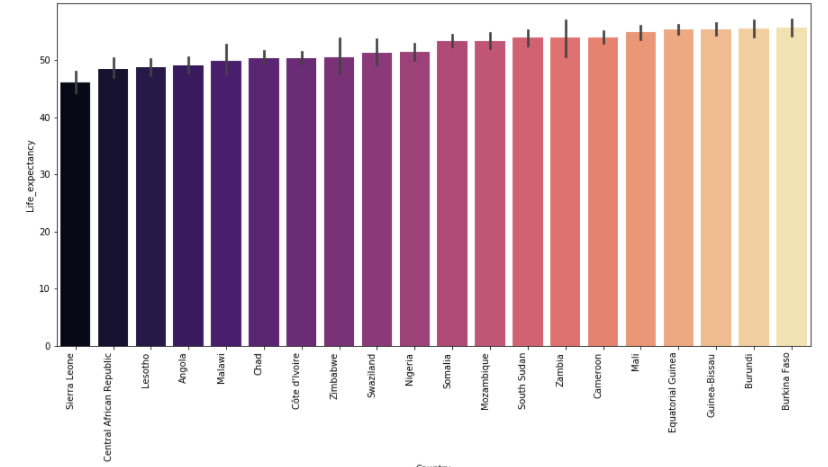 Life_expectancy
50
40
30
20
10
0
Sierra Leone
Central African Republic
Lesotho
Angola
Malawi
Chad
Côte d'Ivoire
Zimbabwe
Swaziland
Nigeria
Somalia
Mozambique
South Sudan
Zambia
Cameroon
Mali
Equatorial Guinea
Guinea-Bissau
Burundi
Burkina Faso